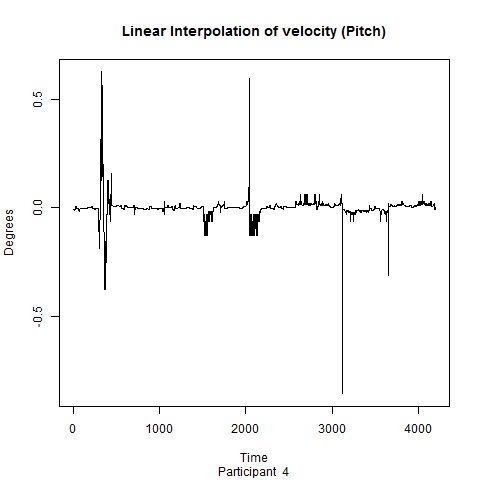 Linear Interpolation of velocity (Pitch)
0.5
0.0
-0.5
Degrees
0 1000 2000 3000 4000
Time
Participant 4